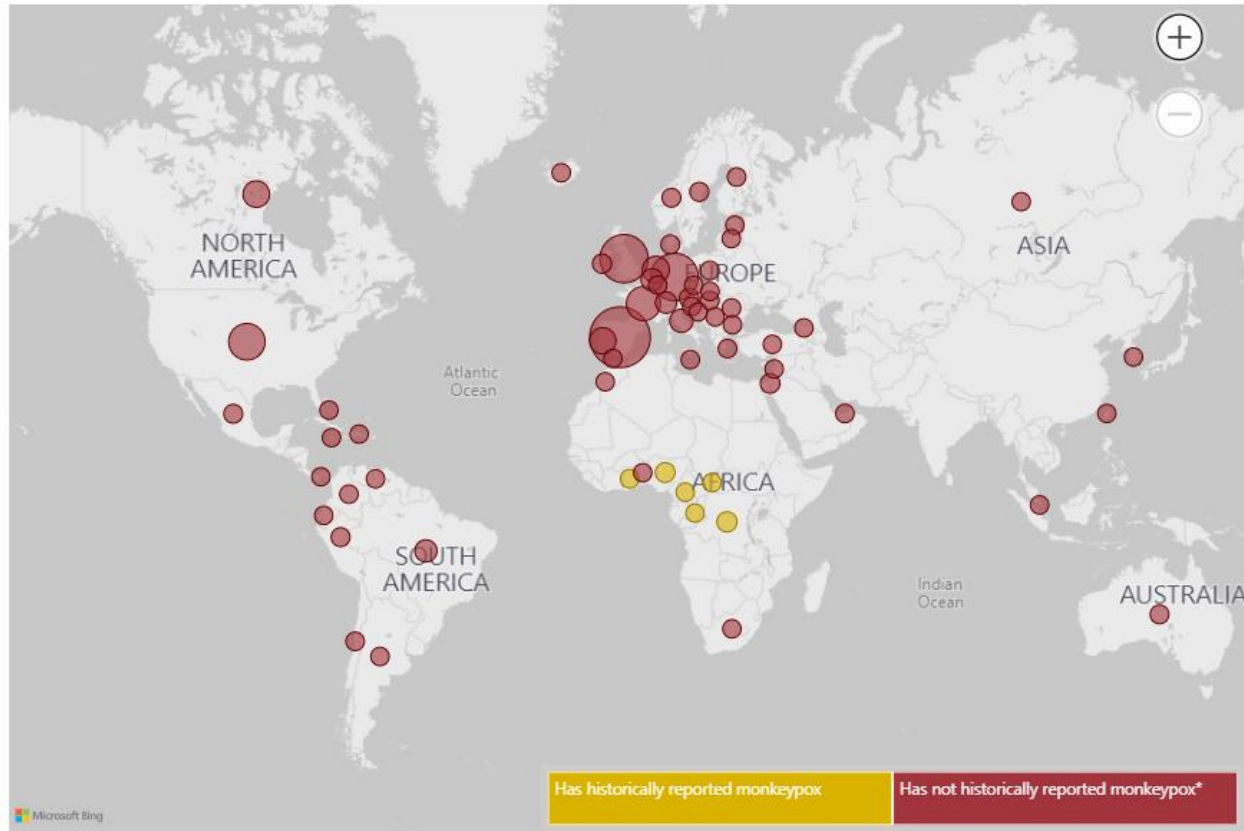 NORTH
AMERICA
ASIA
EUROPE
Atlantic
Ocean
AFRICA
SOUTH
AMERICA
Indian
Ocean
AUSTRALIA
Has historically reported monkeypox
Has not historically reported monkeypox*
Microsoft Bing